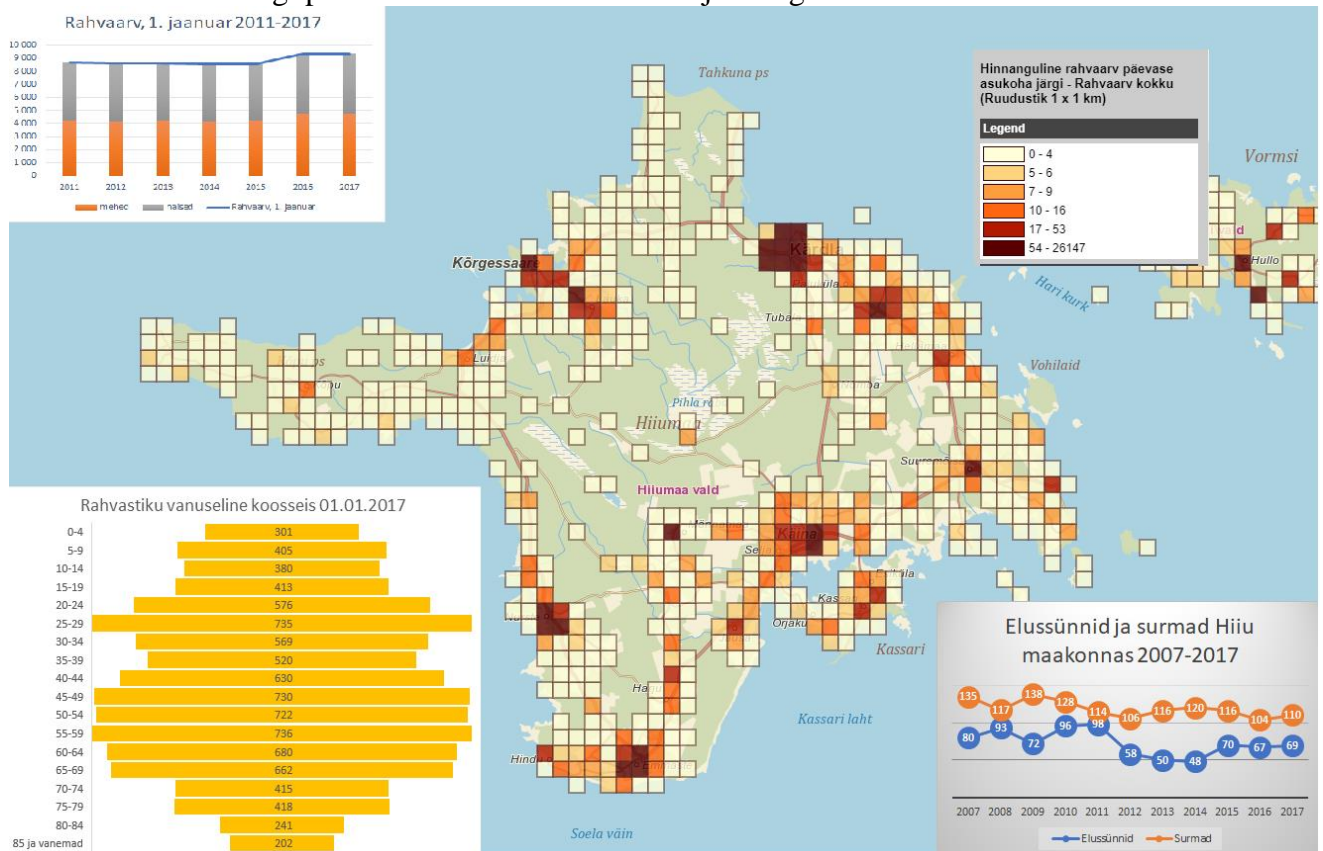 Rahvaarv, 1. jaanuar 2011-2017
10 000
9 000
8 000
7 000
6 000
5 000
4 000
3 000
2 000
1 000
0
2011 2012 2013 2014 2015 2016 2017
mehed naised Rahvaarv, 1. jaanuar
Tahkuna ps
Hinnanguline rahvaarv päevase
asukoha järgi - Rahvaarv kokku
(Ruudustik 1 x 1 km)
Legend
0 - 4
5 - 6
7 - 9
10 - 16
17 - 53
54 - 26147
Vormsi
Hullo
Hari kurk
Kärdla
Kõrgessaare
Vohilaid
Pihla raba
Hiiumaa
Hiiumaa vald
Käina
Kassari
Orjaku
Kassari
Kassari laht
Emmaste
Soela väin
Rahvastiku vanuseline koosseis 01.01.2017
0-4 301
5-9 405
10-14 380
15-19 413
20-24 576
25-29 735
30-34 569
35-39 520
40-44 630
45-49 730
50-54 722
55-59 736
60-64 680
65-69 662
70-74 415
75-79 418
80-84 241
85 ja vanemad 202
Elussünnid ja surmad Hiiu
maakonnas 2007-2017
135 117 138 128 114 106 116 120 116 104 110
80 93 72 96 98 58 50 48 70 67 69
2007 2008 2009 2010 2011 2012 2013 2014 2015 2016 2017
Elussünnid Surmad